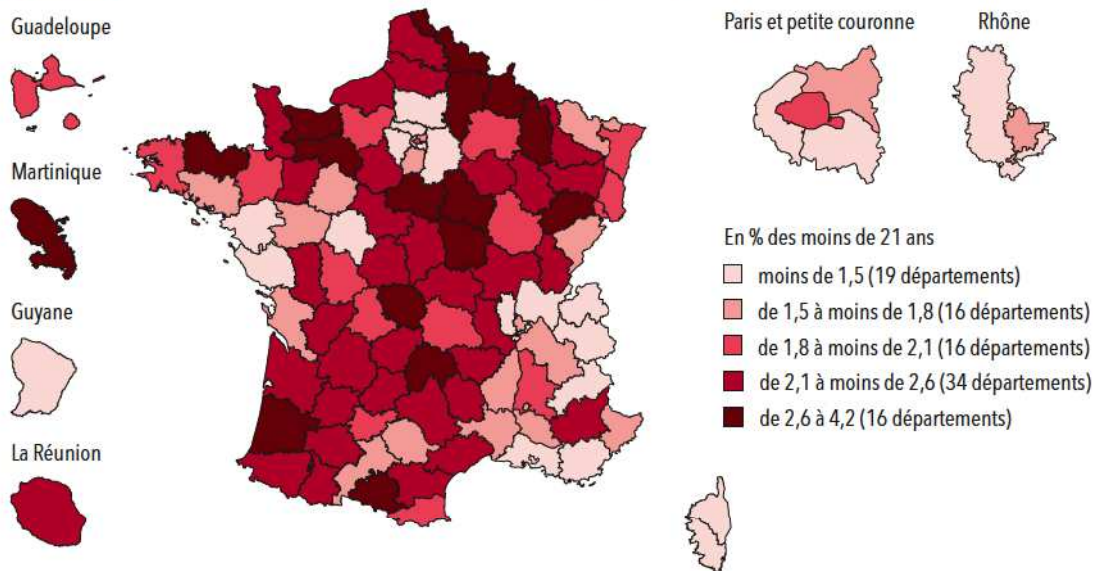 Guadeloupe
Martinique
Guyane
La Réunion
Paris et petite couronne
Rhône
En % des moins de 21 ans
moins de 1,5 (19 départements)
de 1,5 à moins de 1,8 (16 départements)
de 1,8 à moins de 2,1 (16 départements)
de 2,1 à moins de 2,6 (34 départements)
de 2,6 à 4,2 (16 départements)